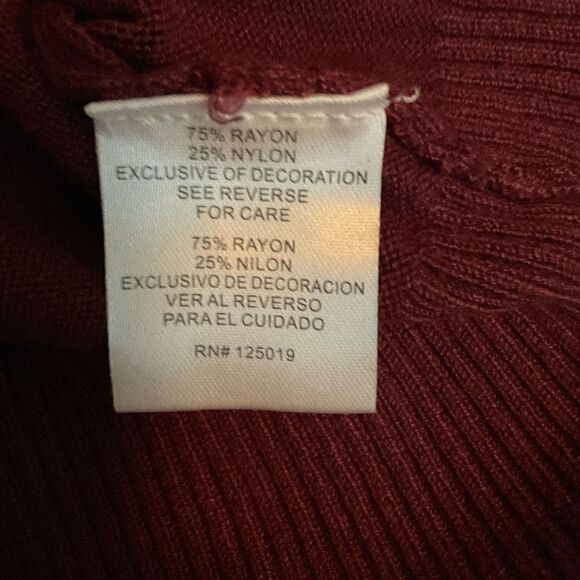 75% RAYON
25% NYLON
EXCLUSIVE OF DECORATION
SEE REVERSE
FOR CARE
75% RAYON
25% NILON
EXCLUSIVO DE DECORACION
VER AL REVERSO
PARA EL CUIDADO
RN# 125019